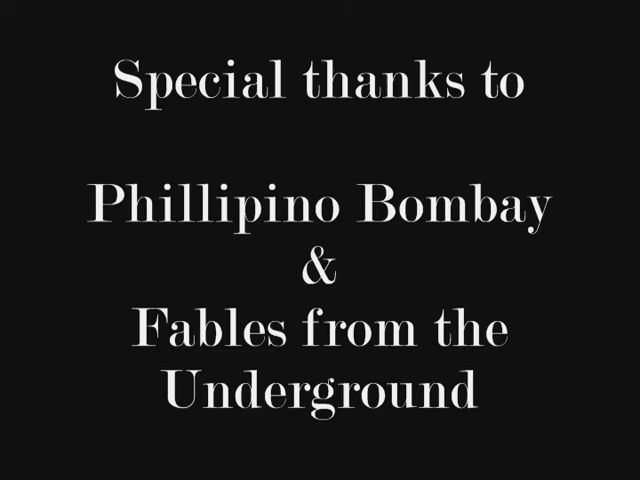 Special thanks to
Phillipino Bombay
&
Fables from the
Underground